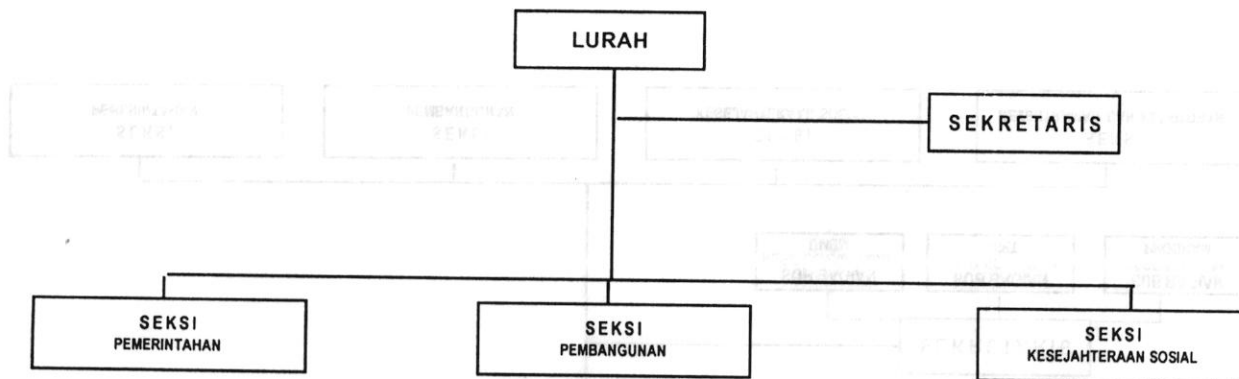 LURAH
SEKRETARIS
SEKSI
PEMERINTAHAN
SEKSI
PEMBANGUNAN
SEKSI
KESEJAHTERAAN SOSIAL